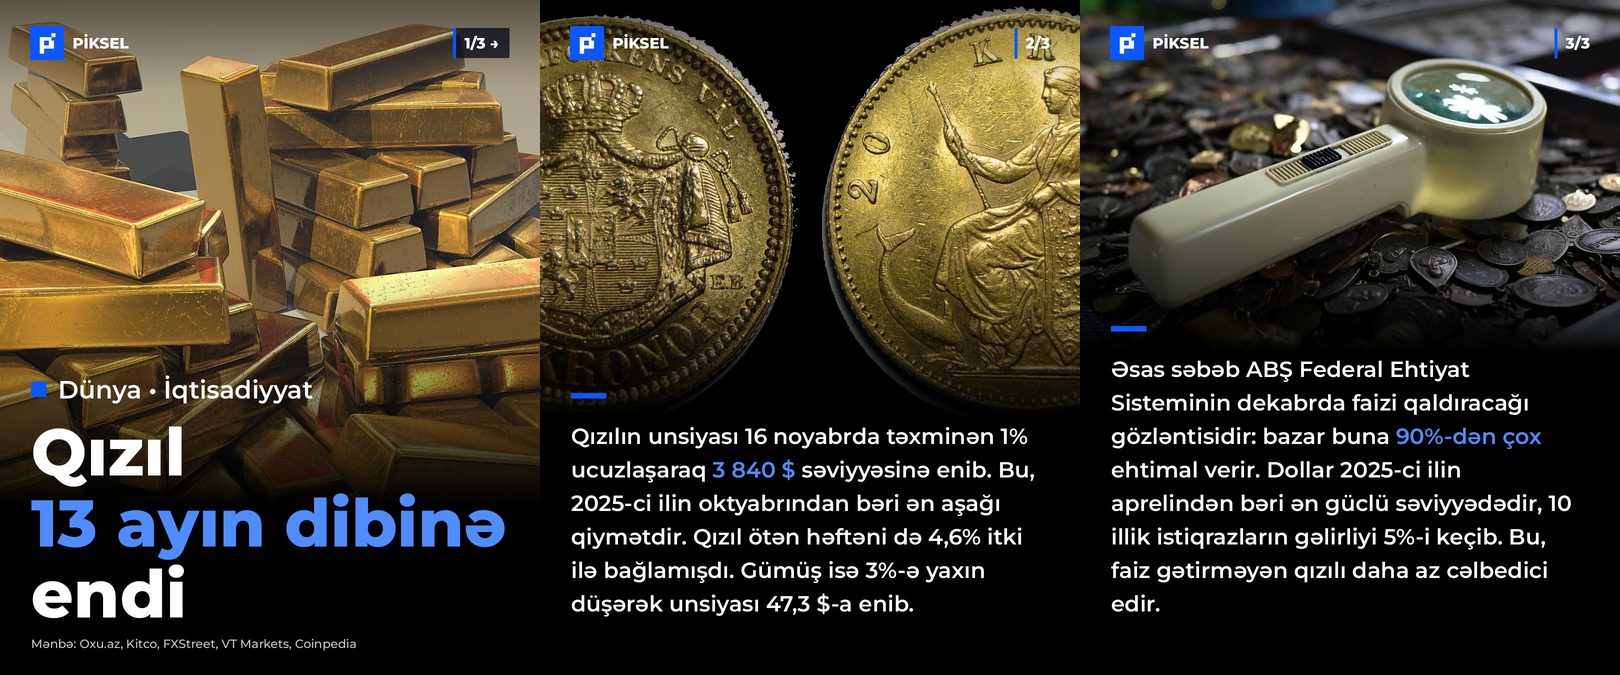 PİKSEL
1/3 →
Dünya • İqtisadiyyat
Qızıl
13 ayın dibinə
endi
Mənbə: Oxu.az, Kitco, FXStreet, VT Markets, Coinpedia
PİKSEL
2/3
KRONOR
E.B.
20
K R
Qızılın unsiyası 16 noyabrda təxminən 1%
ucuzlaşaraq 3 840 $ səviyyəsinə enib. Bu,
2025-ci ilin oktyabrından bəri ən aşağı
qiymətdir. Qızıl ötən həftəni də 4,6% itki
ilə bağlamışdı. Gümüş isə 3%-ə yaxın
düşərək unsiyası 47,3 $-a enib.
PİKSEL
3/3
Əsas səbəb ABŞ Federal Ehtiyat
Sisteminin dekabrda faizi qaldıracağı
gözləntisidir: bazar buna 90%-dən çox
ehtimal verir. Dollar 2025-ci ilin
aprelindən bəri ən güclü səviyyədədir, 10
illik istiqrazların gəlirliyi 5%-i keçib. Bu,
faiz gətirməyən qızılı daha az cəlbedici
edir.